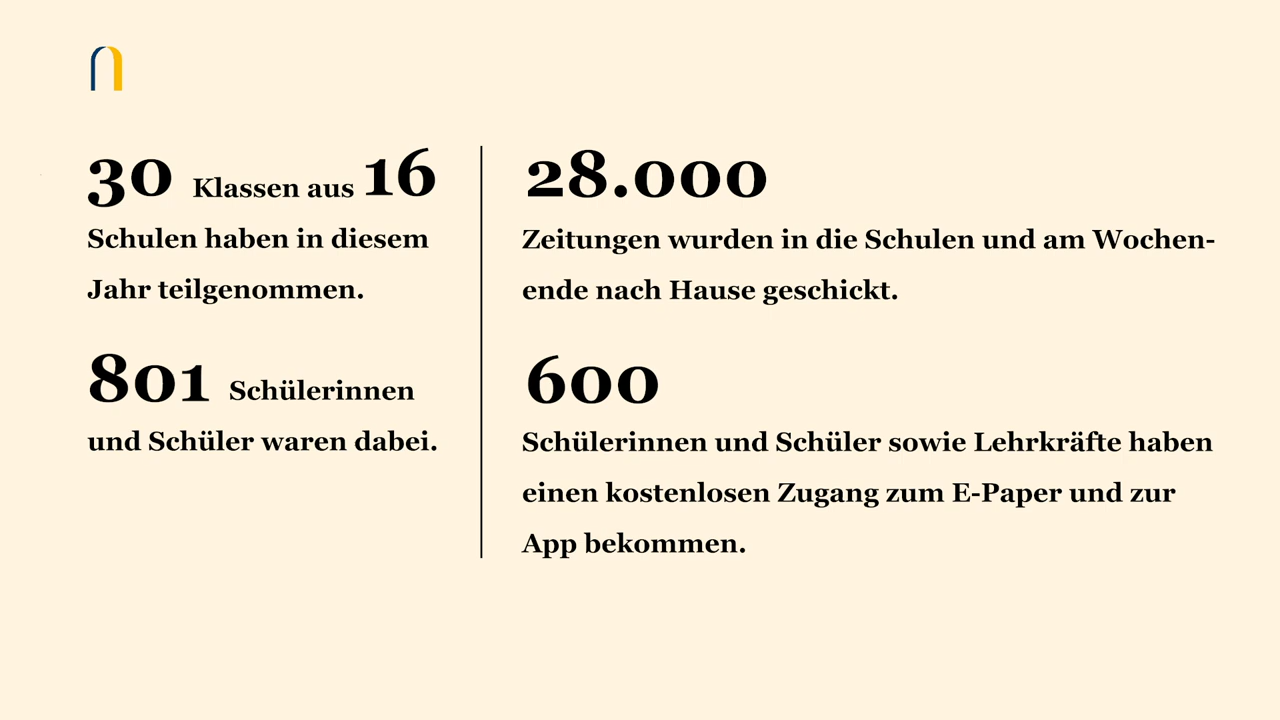 30 Klassen aus 16
Schulen haben in diesem
Jahr teilgenommen.
801 Schülerinnen
und Schüler waren dabei.
28.000
Zeitungen wurden in die Schulen und am Wochen-
ende nach Hause geschickt.
600
Schülerinnen und Schüler sowie Lehrkräfte haben
einen kostenlosen Zugang zum E-Paper und zur
App bekommen.